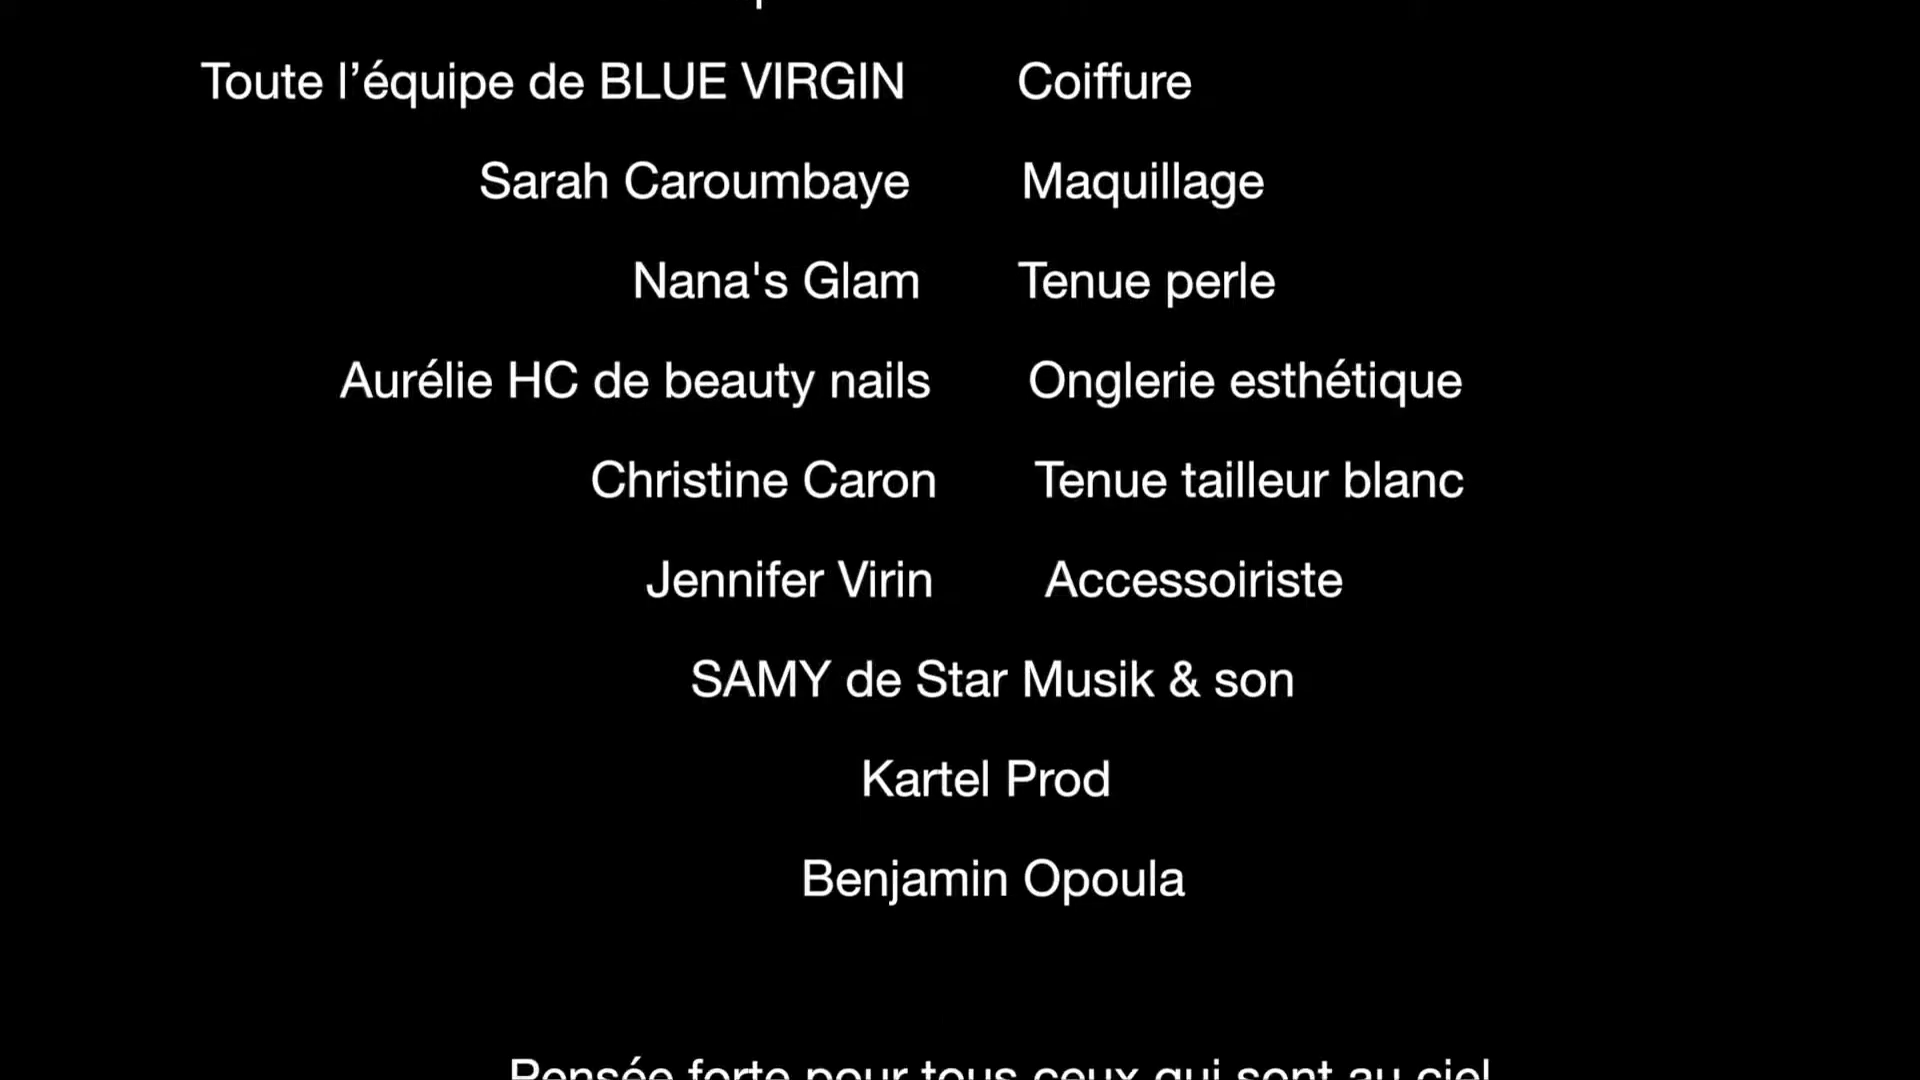 Toute l’équipe de BLUE VIRGIN Coiffure
Sarah Caroumbaye Maquillage
Nana's Glam Tenue perle
Aurélie HC de beauty nails Onglerie esthétique
Christine Caron Tenue tailleur blanc
Jennifer Virin Accessoiriste
SAMY de Star Musik & son
Kartel Prod
Benjamin Opoula
Pensée forte pour tous ceux qui sont au ciel